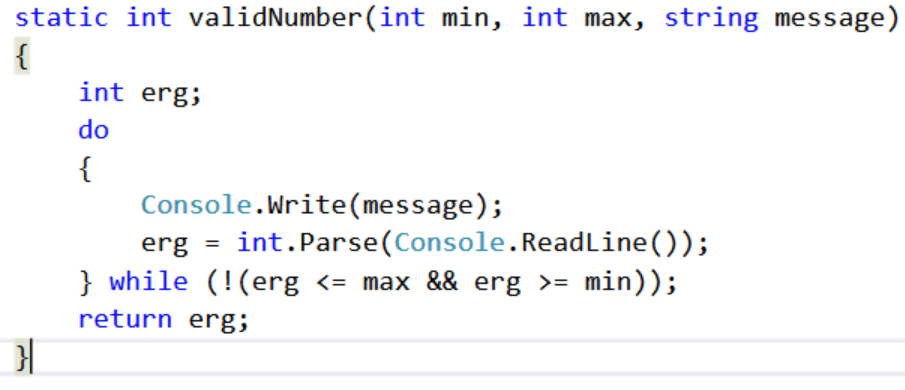 static int validNumber(int min, int max, string message)
{
    int erg;
    do
    {
        Console.Write(message);
        erg = int.Parse(Console.ReadLine());
    } while (!(erg <= max && erg >= min));
    return erg;
}